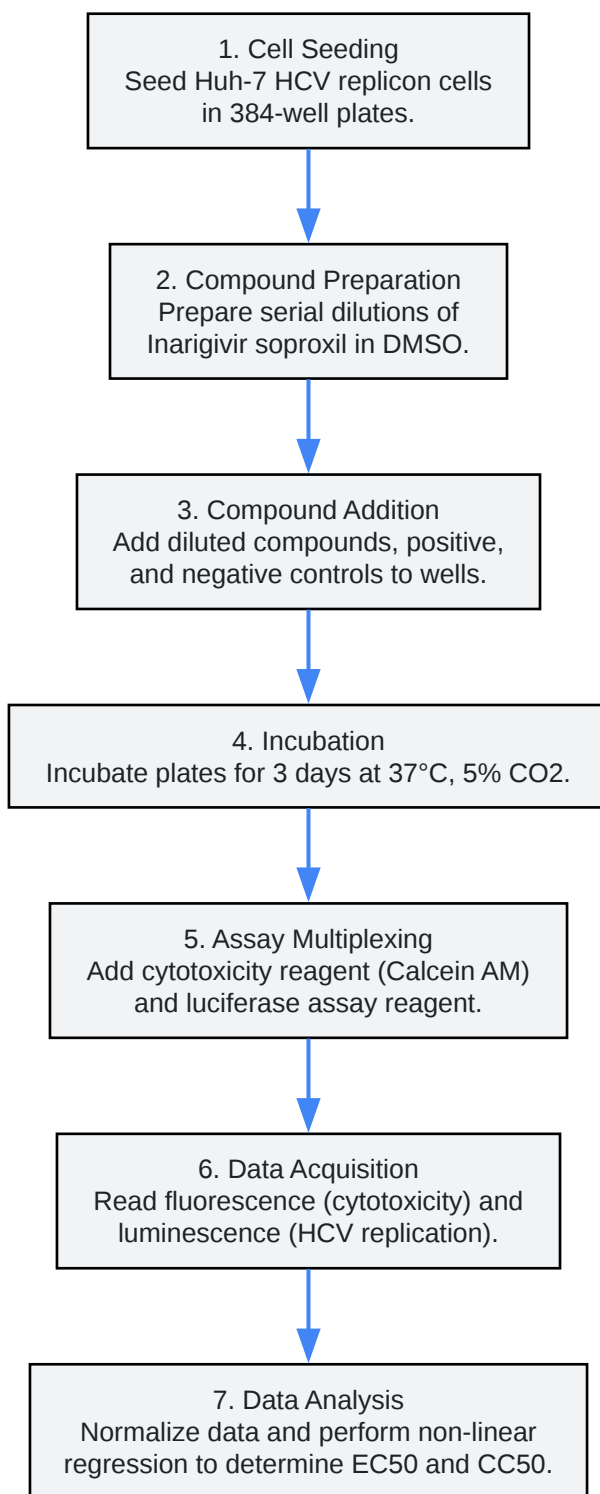 1. Cell Seeding
Seed Huh-7 HCV replicon cells
in 384-well plates.
2. Compound Preparation
Prepare serial dilutions of
Inarigivir soproxil in DMSO.
3. Compound Addition
Add diluted compounds, positive,
and negative controls to wells.
4. Incubation
Incubate plates for 3 days at 37°C, 5% CO2.
5. Assay Multiplexing
Add cytotoxicity reagent (Calcein AM)
and luciferase assay reagent.
6. Data Acquisition
Read fluorescence (cytotoxicity) and
luminescence (HCV replication).
7. Data Analysis
Normalize data and perform non-linear
regression to determine EC50 and CC50.